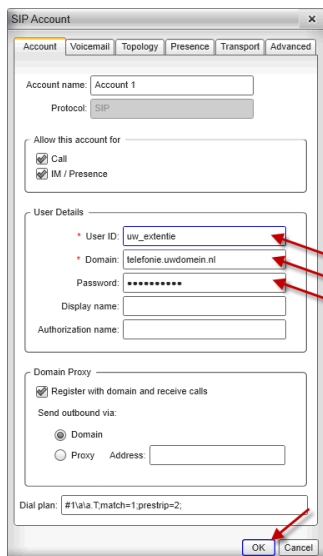 SIP Account
Account Voicemail Topology Presence Transport Advanced
Account name: Account 1
Protocol: SIP
Allow this account for
Call
IM / Presence
User Details
* User ID: uw_extentie
* Domain: telefonie.uwdomein.nl
Password: ••••••••••
Display name:
Authorization name:
Domain Proxy
Register with domain and receive calls
Send outbound via:
Domain
Proxy Address:
Dial plan: #1\a\a.T;match=1;prestrip=2;
OK Cancel